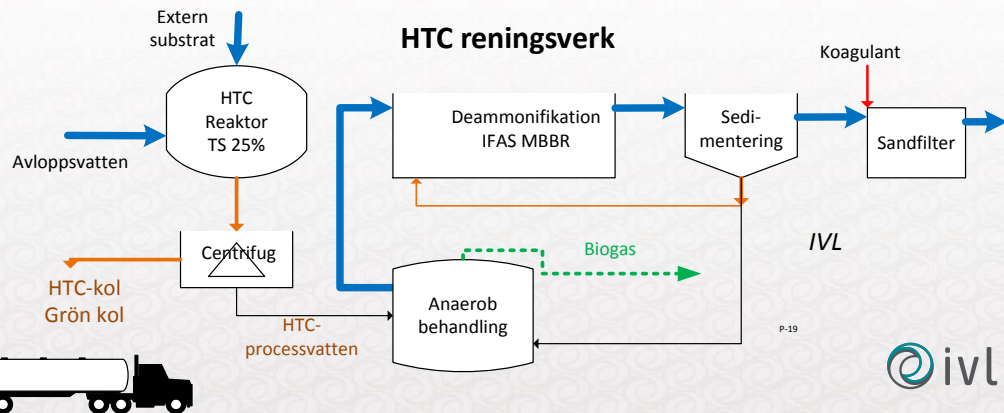 HTC reningsverk
Extern
substrat
HTC
Reaktor
TS 25%
Avloppsvatten
Centrifug
HTC-kol
Grön kol
HTC-
processvatten
Deammonifikation
IFAS MBBR
Sedi-
mentering
Koagulant
Sandfilter
Biogas
Anaerob
behandling
IVL
P-19
ivl